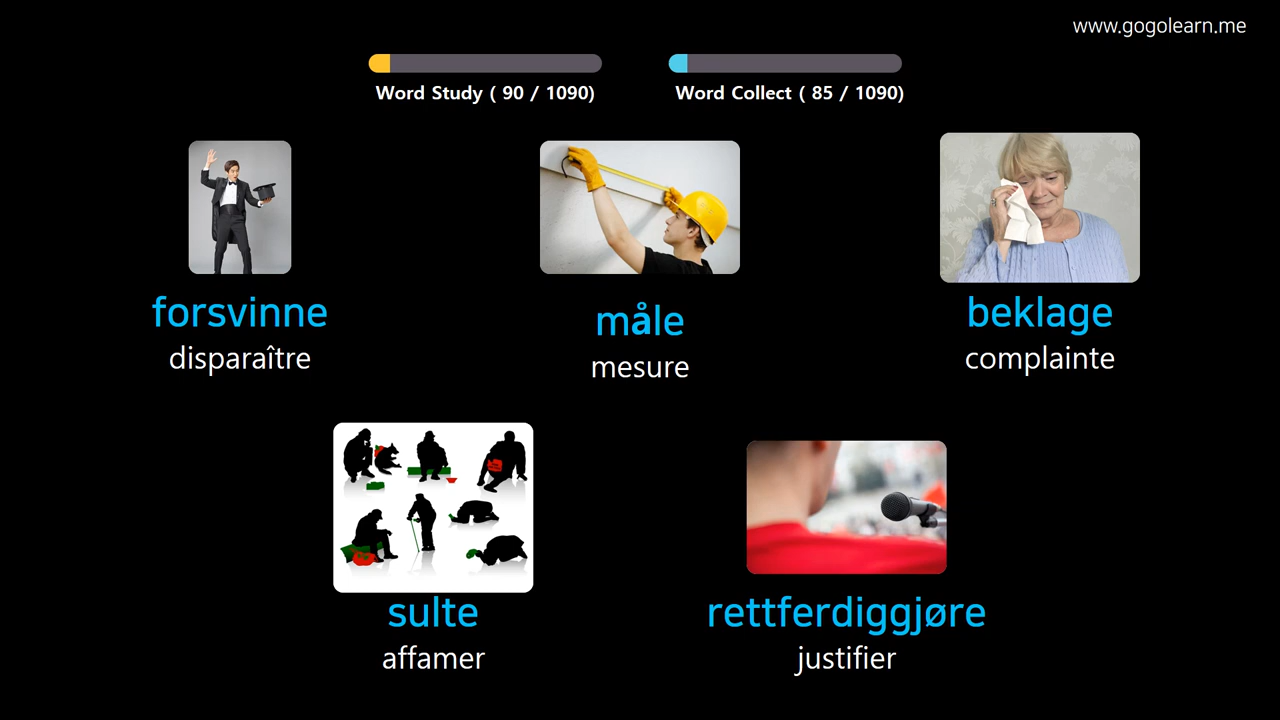 www.gogolearn.me
Word Study ( 90 / 1090)
Word Collect ( 85 / 1090)
forsvinne
disparaître
måle
mesure
beklage
complainte
sulte
affamer
rettferdiggjøre
justifier